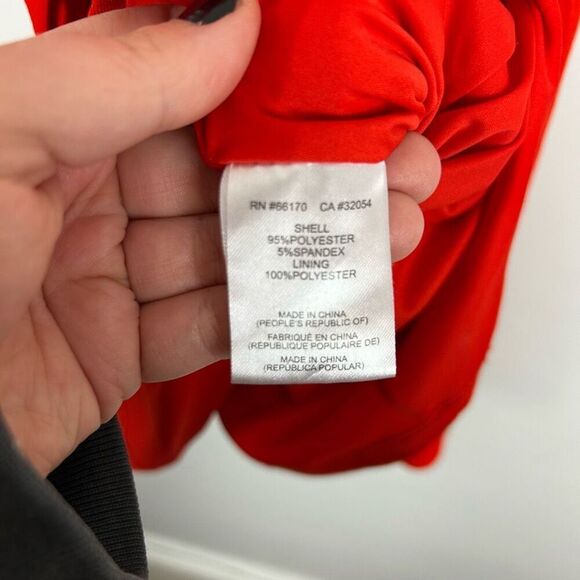 RN #66170 CA #32054
SHELL
95%POLYESTER
5%SPANDEX
LINING
100%POLYESTER
MADE IN CHINA
(PEOPLE'S REPUBLIC OF)
FABRIQUÉ EN CHINA
(RÉPUBLIQUE POPULAIRE DE)
MADE IN CHINA
(REPÚBLICA POPULAR)